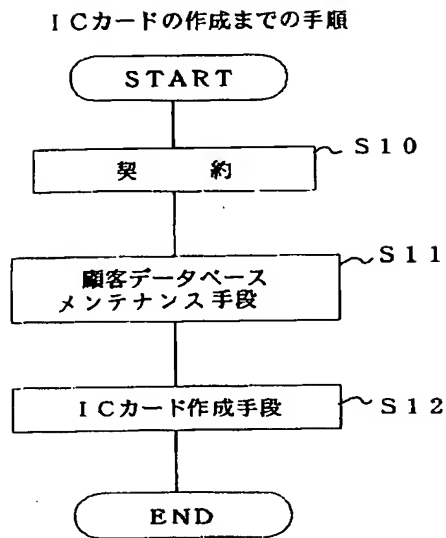 ＩＣカードの作成までの手順
ＳＴＡＲＴ
契　　約
Ｓ１０
顧客データベース
メンテナンス手段
Ｓ１１
ＩＣカード作成手段
Ｓ１２
ＥＮＤ